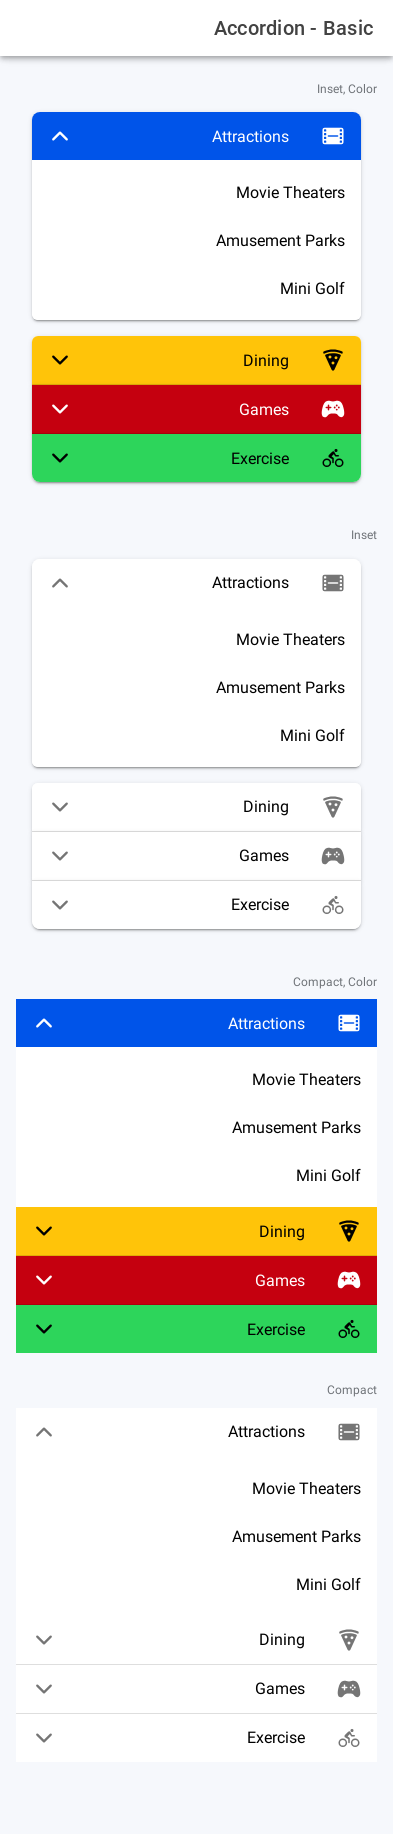 Accordion - Basic
Inset, Color
Attractions
Movie Theaters
Amusement Parks
Mini Golf
Dining
Games
Exercise
Inset
Attractions
Movie Theaters
Amusement Parks
Mini Golf
Dining
Games
Exercise
Compact, Color
Attractions
Movie Theaters
Amusement Parks
Mini Golf
Dining
Games
Exercise
Compact
Attractions
Movie Theaters
Amusement Parks
Mini Golf
Dining
Games
Exercise